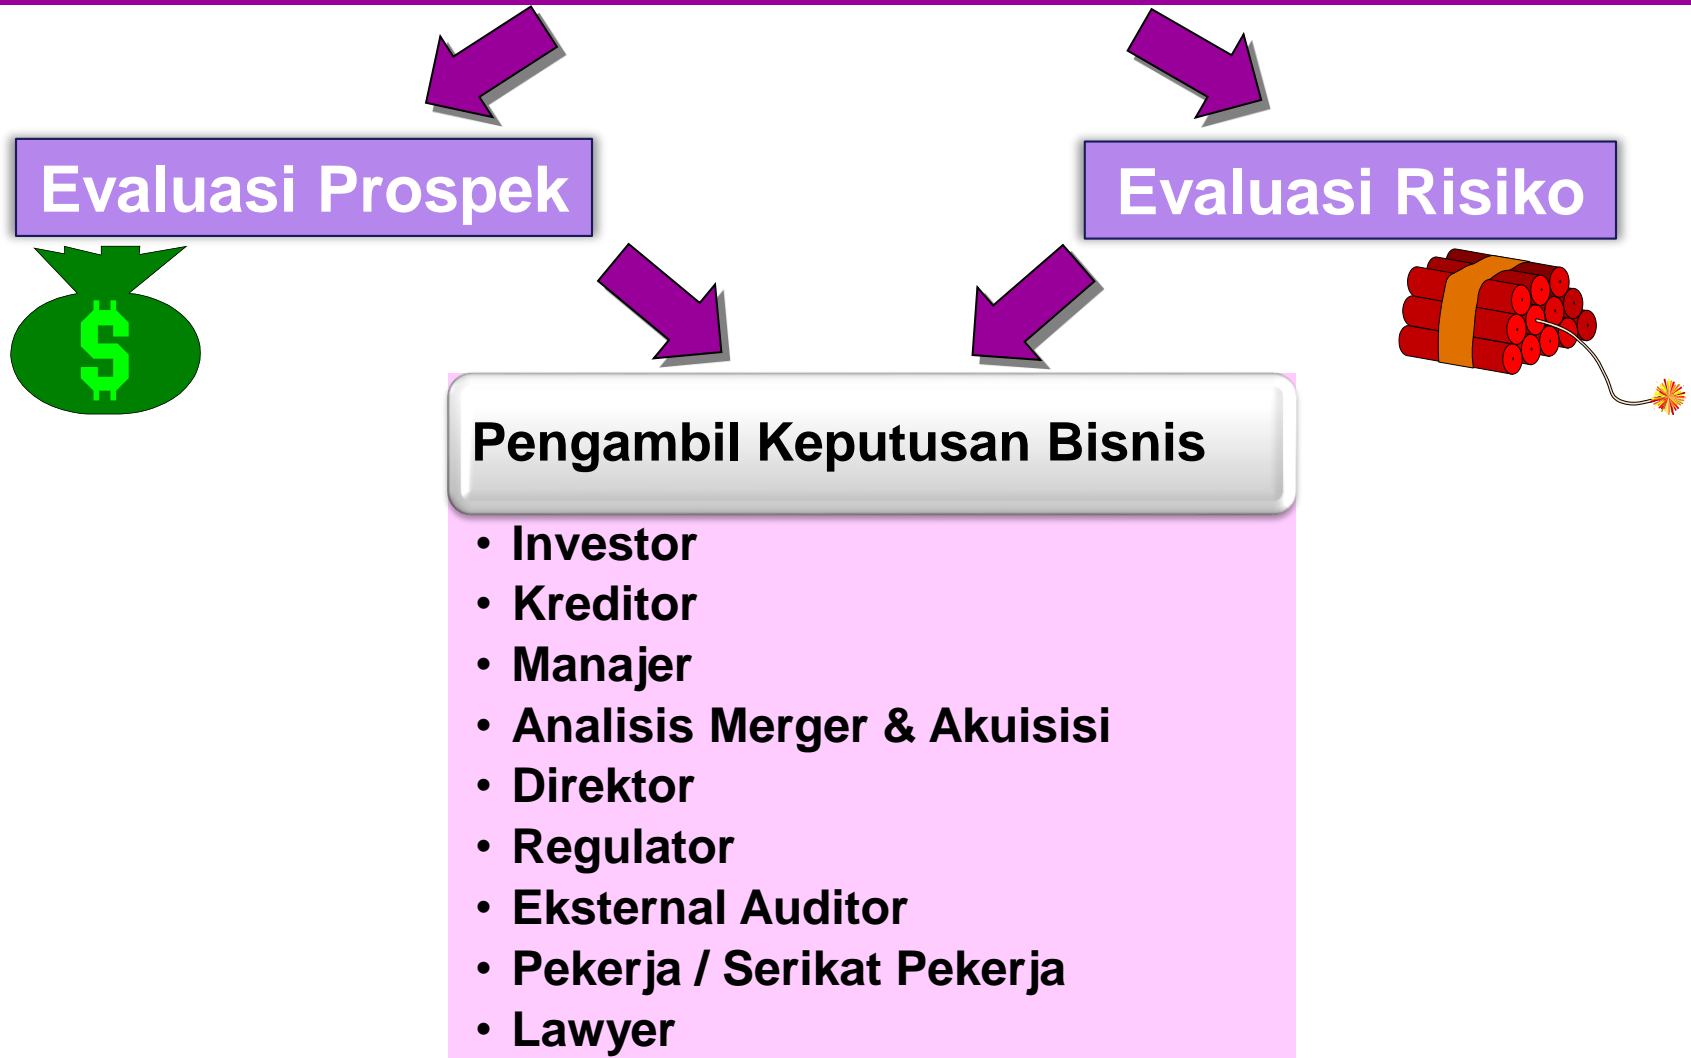 Evaluasi Prospek
Evaluasi Risiko
$
Pengambil Keputusan Bisnis
• Investor
• Kreditor
• Manajer
• Analisis Merger & Akuisisi
• Direktor
• Regulator
• Eksternal Auditor
• Pekerja / Serikat Pekerja
• Lawyer